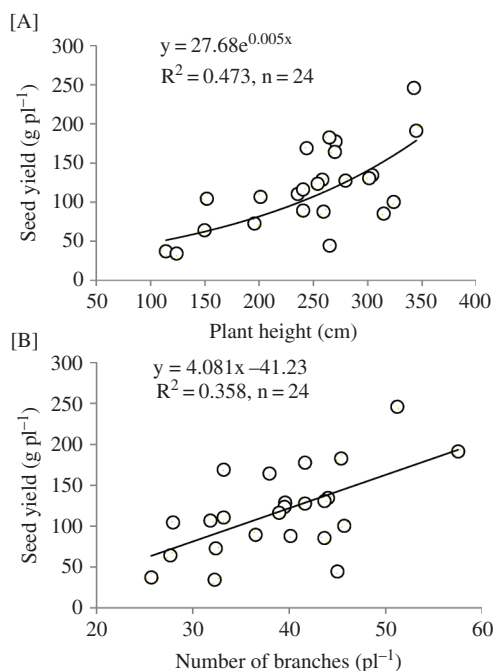 [A]
y = 27.68e^0.005x
R² = 0.473, n = 24
300
250
200
150
100
50
0
Seed yield (g pl⁻¹)
50 100 150 200 250 300 350 400
Plant height (cm)
[B]
y = 4.081x –41.23
R² = 0.358, n = 24
300
250
200
150
100
50
0
Seed yield (g pl⁻¹)
20 30 40 50 60
Number of branches (pl⁻¹)